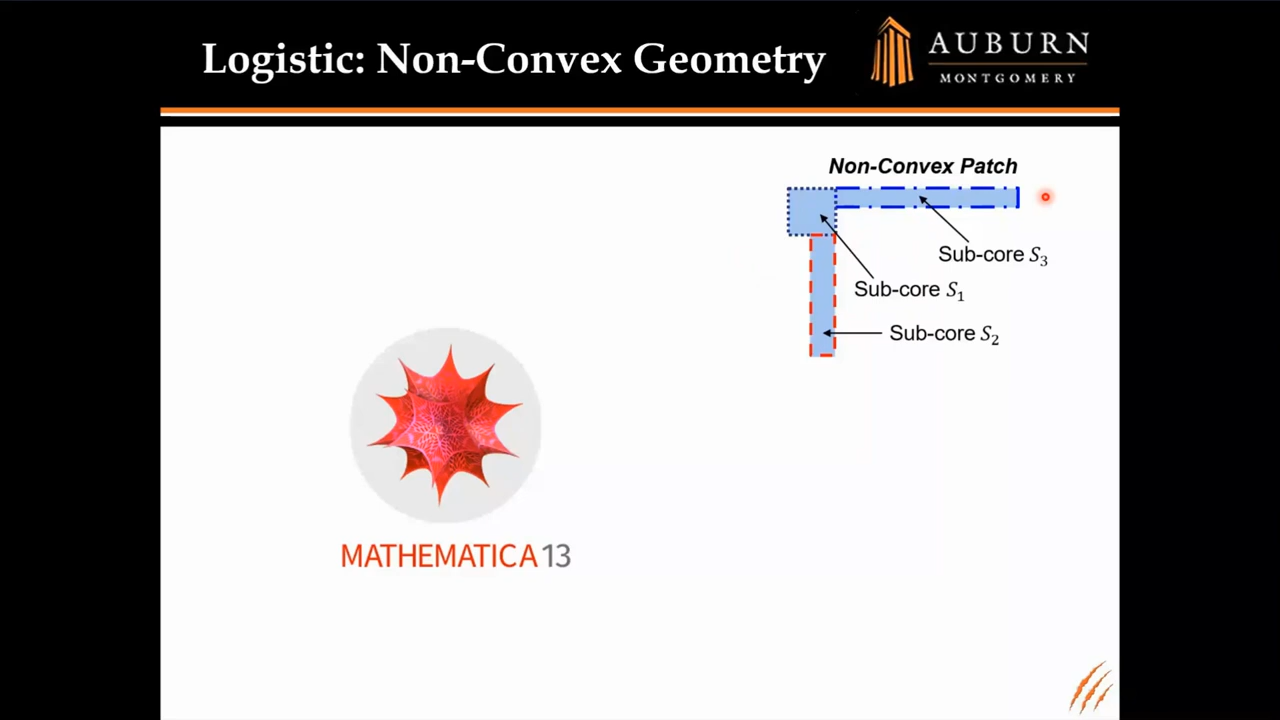 Logistic: Non-Convex Geometry
AUBURN
MONTGOMERY
Non-Convex Patch
Sub-core S₃
Sub-core S₁
Sub-core S₂
MATHEMATICA 13